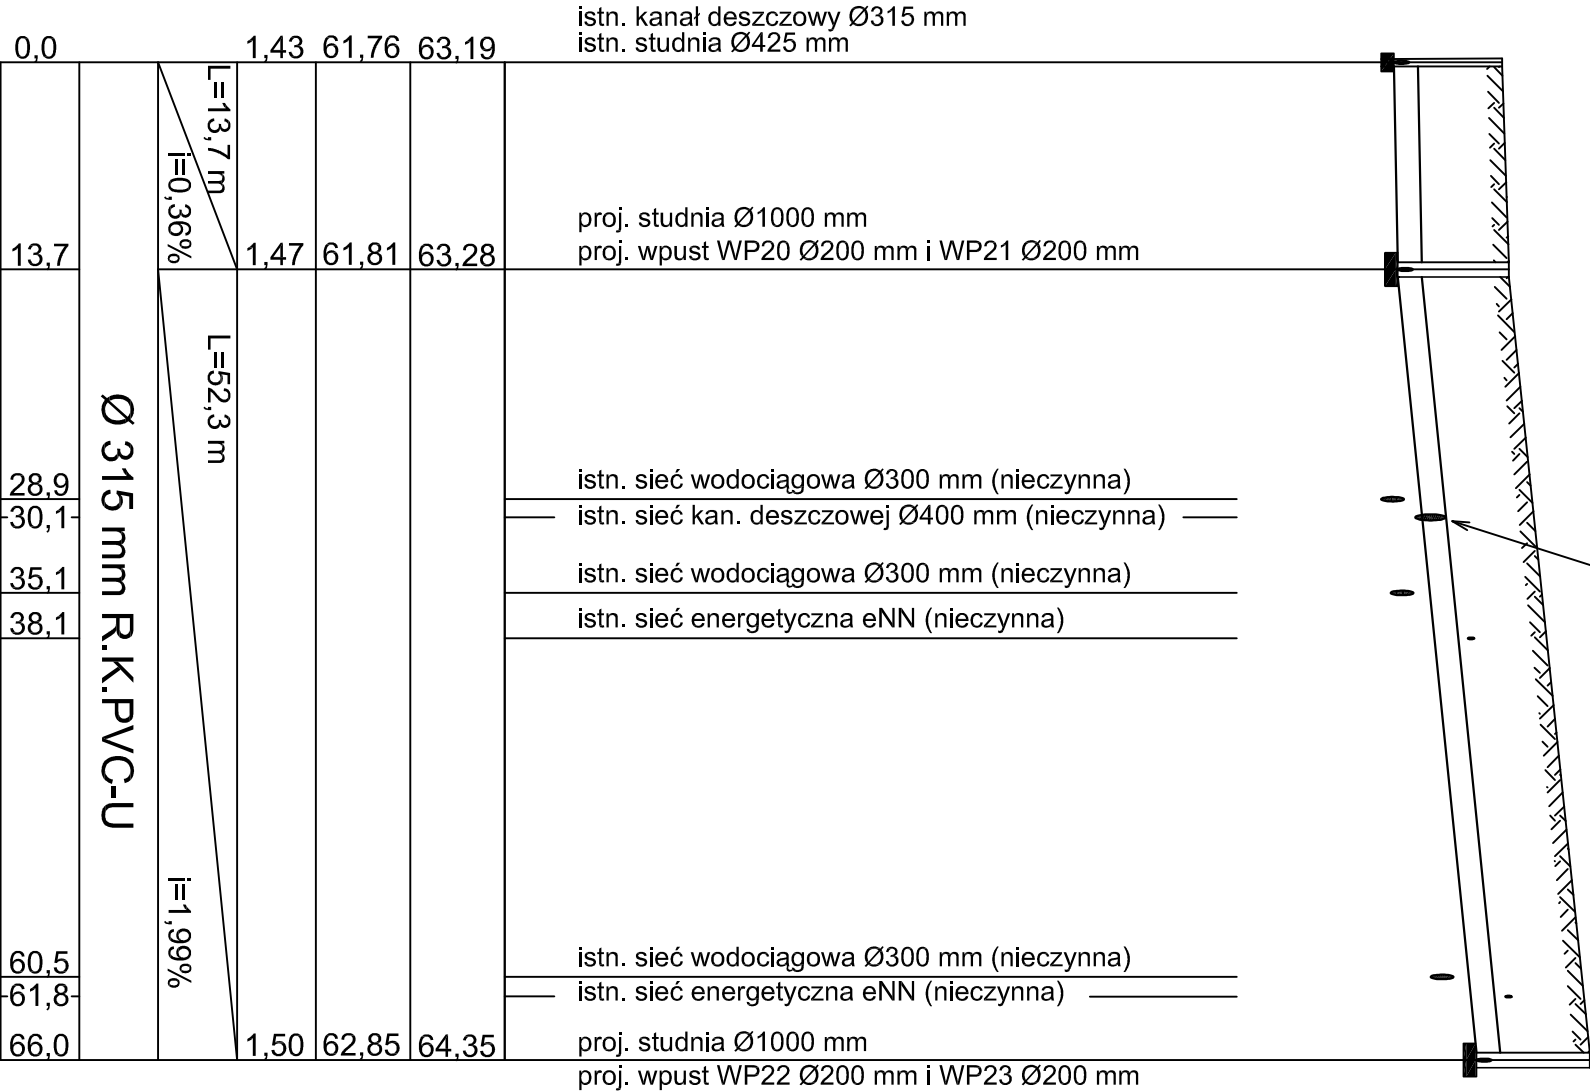 istn. kanał deszczowy Ø315 mm
0,0 1,43 61,76 63,19 istn. studnia Ø425 mm
L=13,7 m
i=0,36%
proj. studnia Ø1000 mm
13,7 1,47 61,81 63,28 proj. wpust WP20 Ø200 mm i WP21 Ø200 mm
L=52,3 m
Ø 315 mm R.K.PVC-U
28,9 istn. sieć wodociągowa Ø300 mm (nieczynna)
30,1 istn. sieć kan. deszczowej Ø400 mm (nieczynna)
35,1 istn. sieć wodociągowa Ø300 mm (nieczynna)
38,1 istn. sieć energetyczna eNN (nieczynna)
i=1,99%
60,5 istn. sieć wodociągowa Ø300 mm (nieczynna)
61,8 istn. sieć energetyczna eNN (nieczynna)
66,0 1,50 62,85 64,35 proj. studnia Ø1000 mm
proj. wpust WP22 Ø200 mm i WP23 Ø200 mm